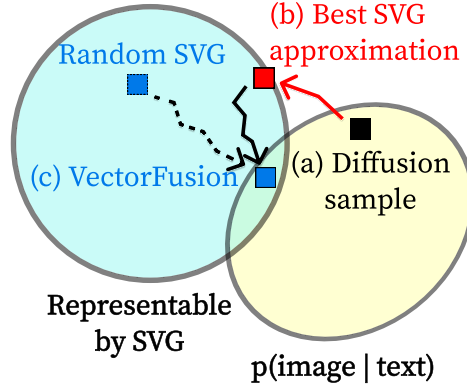 (b) Best SVG
approximation
Random SVG
(a) Diffusion
sample
(c) VectorFusion
Representable
by SVG
p(image | text)